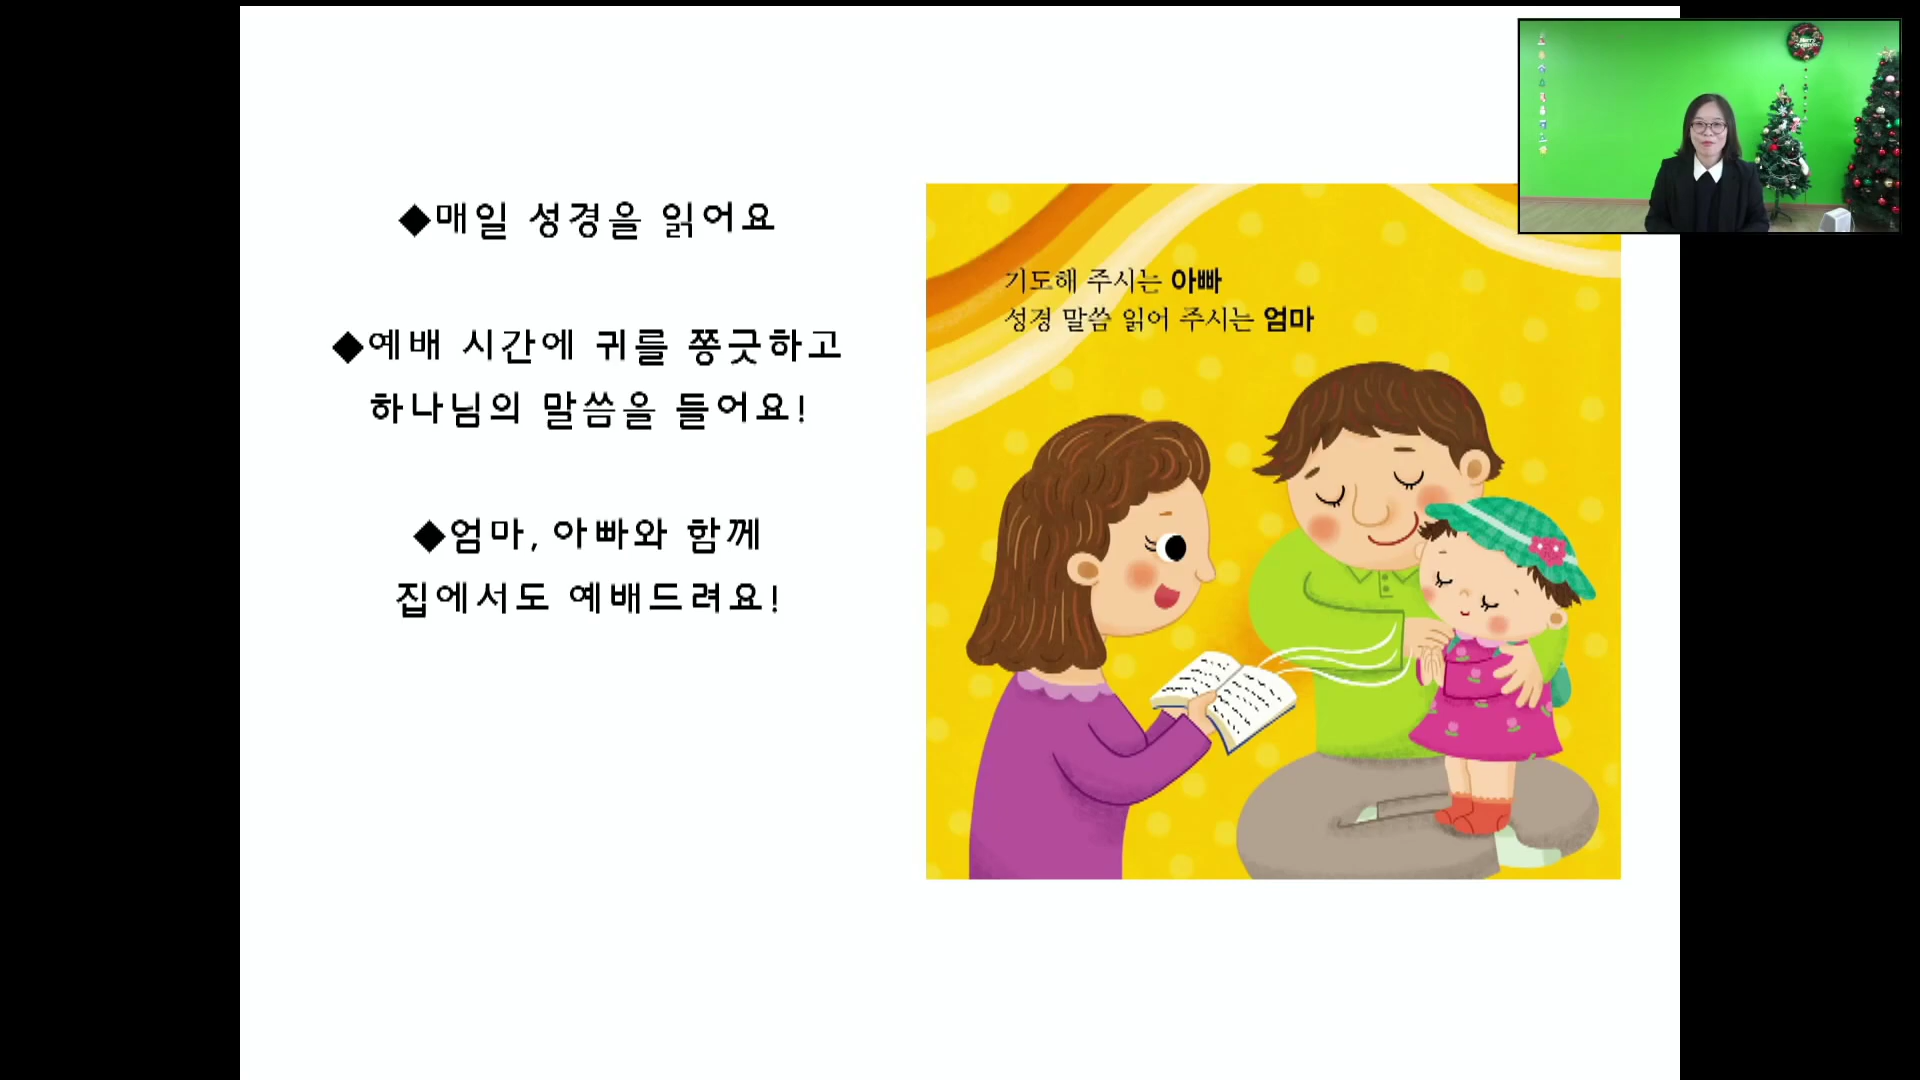 ◆매일 성경을 읽어요
◆예배 시간에 귀를 쫑긋하고
하나님의 말씀을 들어요!
◆엄마, 아빠와 함께
집에서도 예배드려요!
기도해 주시는 아빠
성경 말씀 읽어 주시는 엄마